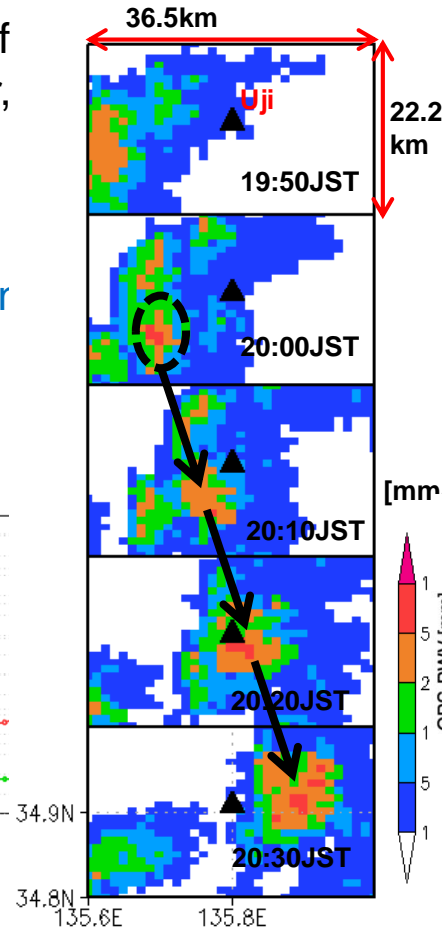 36.5km
f
,
Uji
22.2
km
19:50JST
20:00JST
20:10JST
[mm
20:20JST
1
5
2
1
5
1
34.9N
20:30JST
34.8N
135.6E 135.8E